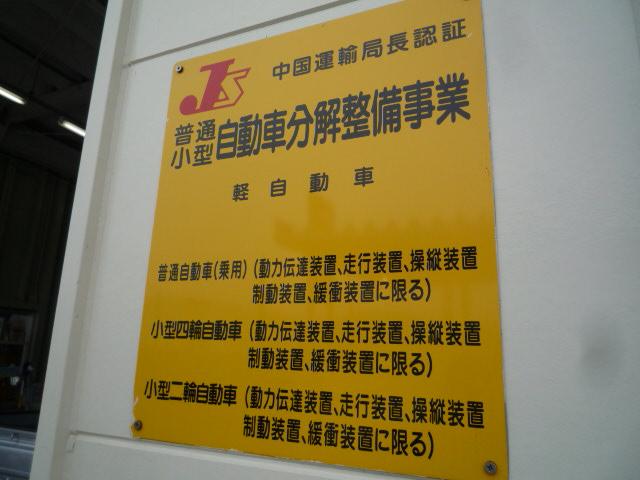 JS 中国運輸局長認証
普通
小型 自動車分解整備事業
軽自動車
普通自動車(乗用) (動力伝達装置、走行装置、操縦装置
制動装置、緩衝装置に限る)
小型四輪自動車 (動力伝達装置、走行装置、操縦装置
制動装置、緩衝装置に限る)
小型二輪自動車 (動力伝達装置、走行装置、操縦装置
制動装置、緩衝装置に限る)